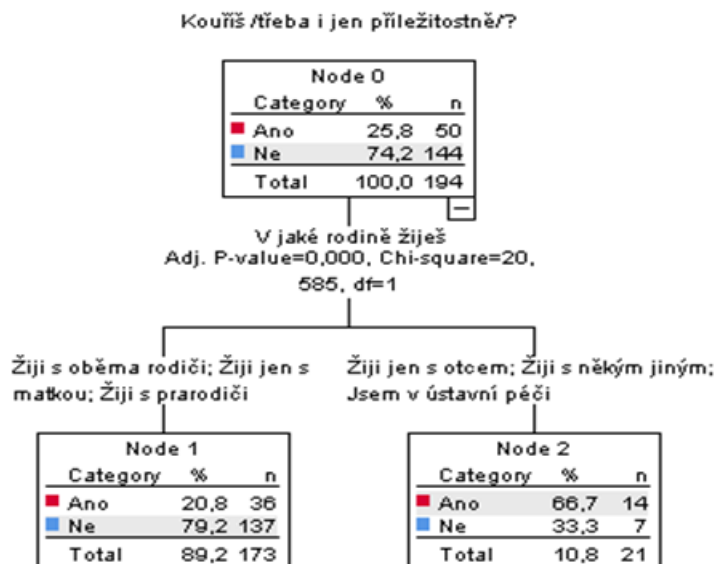 Kouříš /třeba i jen příležitostně/?
Node 0
Category % n
Ano 25,8 50
Ne 74,2 144
Total 100,0 194
V jaké rodině žiješ
Adj. P-value=0,000, Chi-square=20,
585, df=1
Žiji s oběma rodiči; Žiji jen s
matkou; Žiji s prarodiči
Žiji jen s otcem; Žiji s někým jiným;
Jsem v ústavní péči
Node 1
Category % n
Ano 20,8 36
Ne 79,2 137
Total 89,2 173
Node 2
Category % n
Ano 66,7 14
Ne 33,3 7
Total 10,8 21